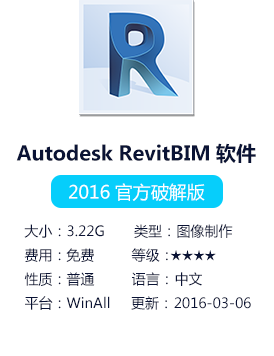 Autodesk RevitBIM 软件
2016 官方破解版
大小：3.22G 类型：图像制作
费用：免费 等级：★★★★
性质：普通 语言：中文
平台：WinAll 更新：2016-03-06